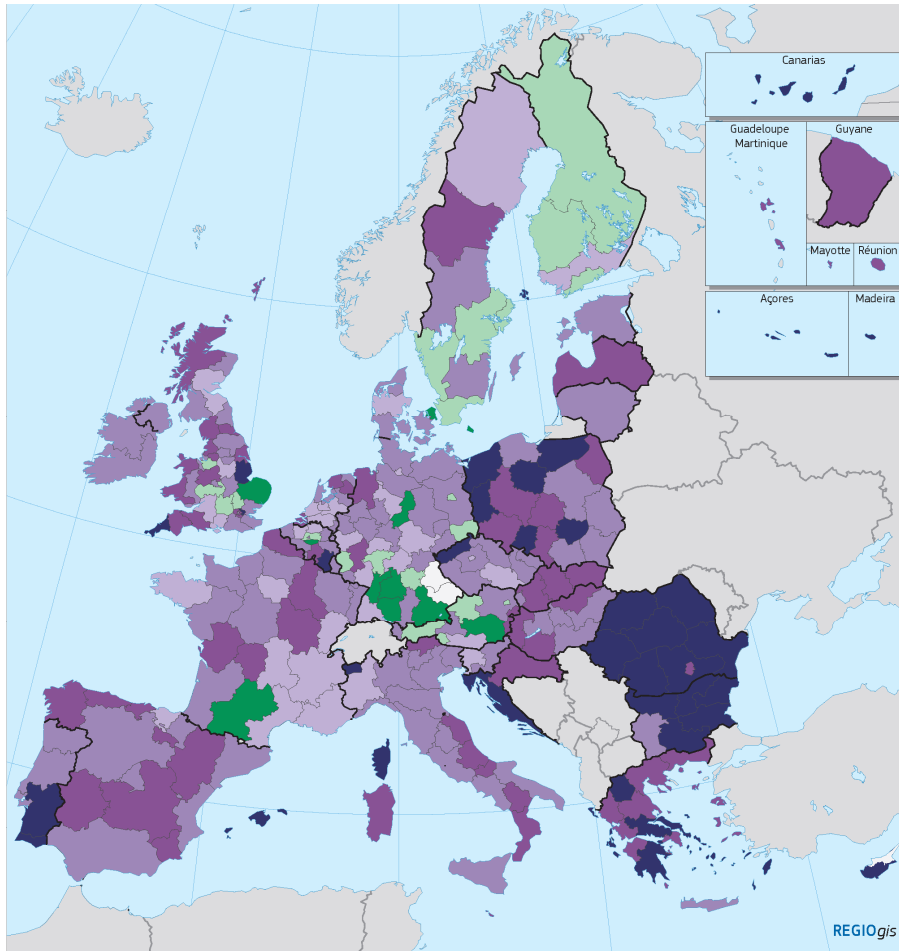 Canarias
Guadeloupe
Martinique
Guyane
Mayotte
Réunion
Açores
Madeira
REGIOgis